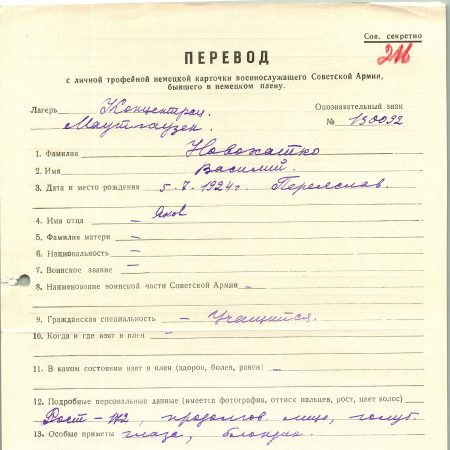 Сов. секретно
216
ПЕРЕВОД
с личной трофейной немецкой карточки военнослужащего Советской Армии,
бывшего в немецком плену.
Лагерь Концентрац. Опознавательный знак
Маутгаузен. № 130092
1. Фамилия Новохатко
2. Имя Василий.
3. Дата и место рождения 5.7.1924г. Переяслав.
4. Имя отца – Яков
5. Фамилия матери –
6. Национальность –
7. Воинское звание –
8. Наименование воинской части Советской Армии –
9. Гражданская специальность – Учащийся.
10. Когда и где взят в плен –
11. В каком состоянии взят в плен (здоров, болен, ранен) –
12. Подробные персональные данные (имеется фотография, оттиск пальцев, рост, цвет волос)
Рост – 172, продолгов. лицо, голуб.
13. Особые приметы глаза, блондин.